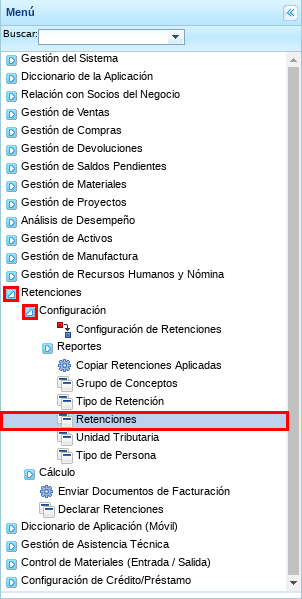 Menú
Buscar:
Gestión del Sistema
Diccionario de la Aplicación
Relación con Socios del Negocio
Gestión de Ventas
Gestión de Compras
Gestión de Devoluciones
Gestión de Saldos Pendientes
Gestión de Materiales
Gestión de Proyectos
Análisis de Desempeño
Gestión de Activos
Gestión de Manufactura
Gestión de Recursos Humanos y Nómina
Retenciones
Configuración
Configuración de Retenciones
Reportes
Copiar Retenciones Aplicadas
Grupo de Conceptos
Tipo de Retención
Retenciones
Unidad Tributaria
Tipo de Persona
Cálculo
Enviar Documentos de Facturación
Declarar Retenciones
Diccionario de Aplicación (Móvil)
Gestión de Asistencia Técnica
Control de Materiales (Entrada / Salida)
Configuración de Crédito/Préstamo